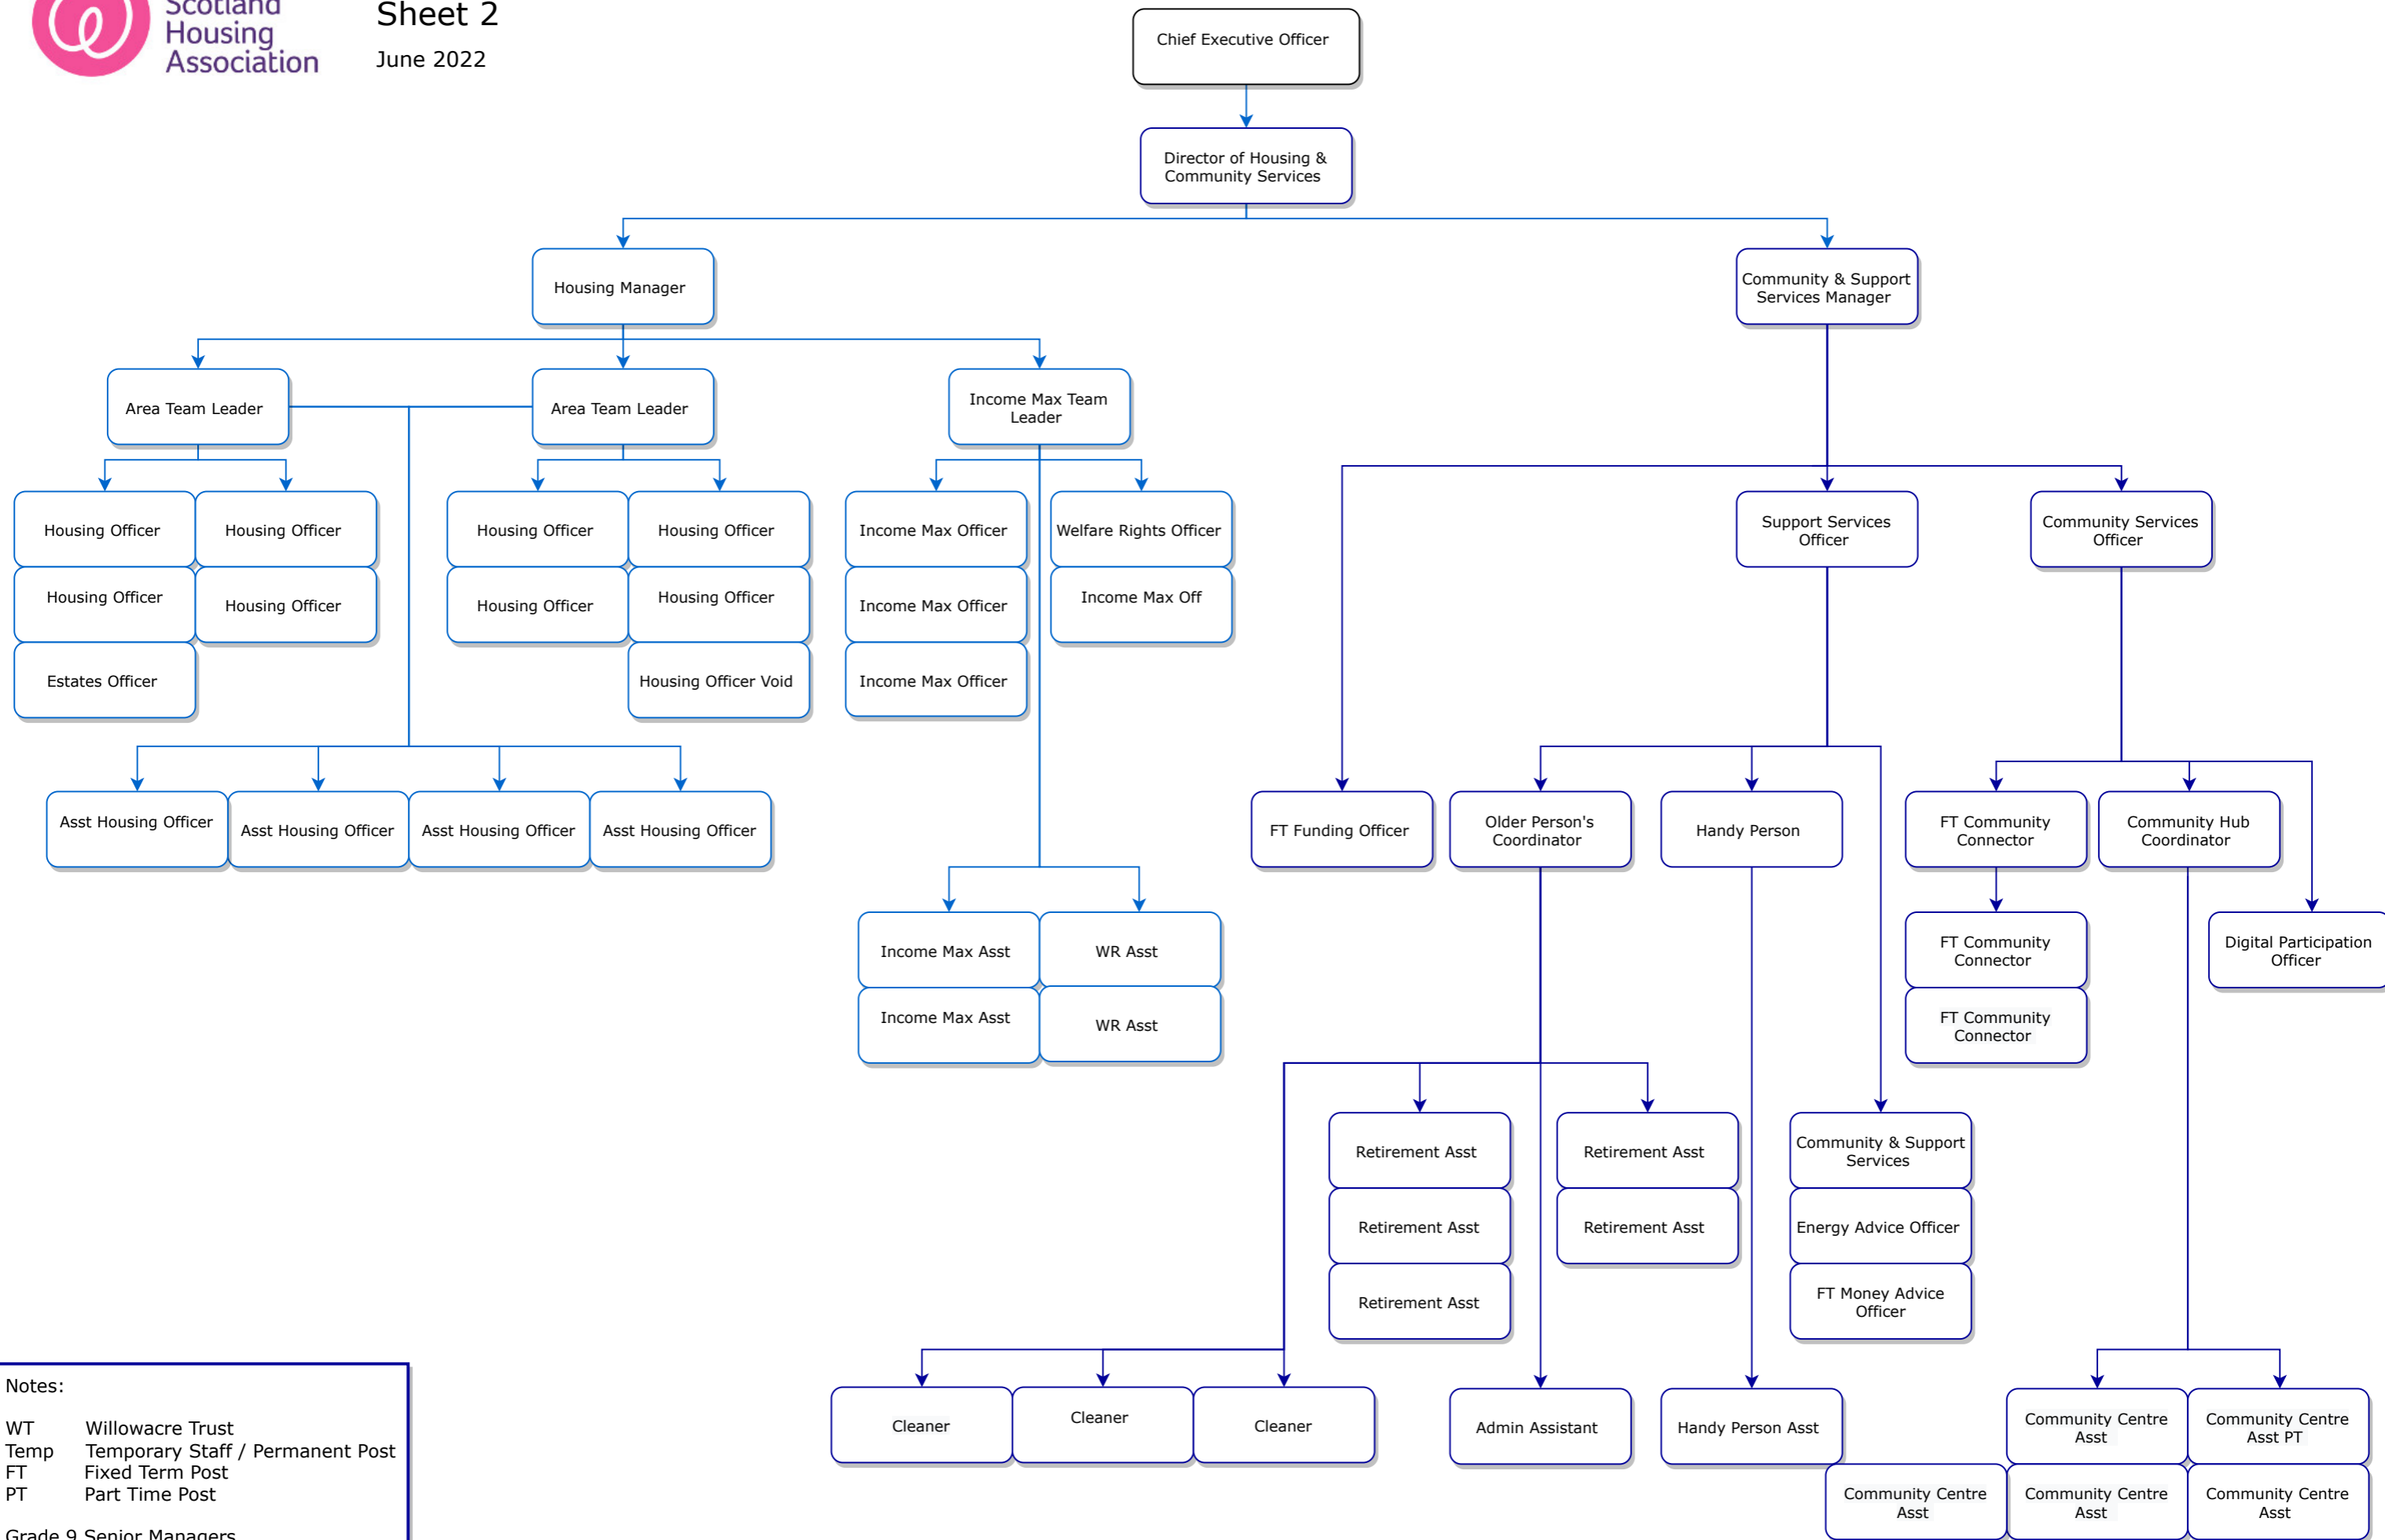 Scotland
Housing
Association
Sheet 2
June 2022
Chief Executive Officer
Director of Housing &
Community Services
Housing Manager
Community & Support
Services Manager
Area Team Leader
Area Team Leader
Income Max Team
Leader
Housing Officer
Housing Officer
Housing Officer
Housing Officer
Income Max Officer
Welfare Rights Officer
Support Services
Officer
Community Services
Officer
Housing Officer
Housing Officer
Housing Officer
Housing Officer
Income Max Officer
Income Max Off
Estates Officer
Housing Officer Void
Income Max Officer
Asst Housing Officer
Asst Housing Officer
Asst Housing Officer
Asst Housing Officer
FT Funding Officer
Older Person's
Coordinator
Handy Person
FT Community
Connector
Community Hub
Coordinator
Income Max Asst
WR Asst
FT Community
Connector
Digital Participation
Officer
Income Max Asst
WR Asst
FT Community
Connector
Retirement Asst
Retirement Asst
Community & Support
Services
Retirement Asst
Retirement Asst
Energy Advice Officer
Retirement Asst
FT Money Advice
Officer
Cleaner
Cleaner
Cleaner
Admin Assistant
Handy Person Asst
Community Centre
Asst
Community Centre
Asst PT
Community Centre
Asst
Community Centre
Asst
Community Centre
Asst
Notes:
WT Willowacre Trust
Temp Temporary Staff / Permanent Post
FT Fixed Term Post
PT Part Time Post
Grade 9 Senior Managers